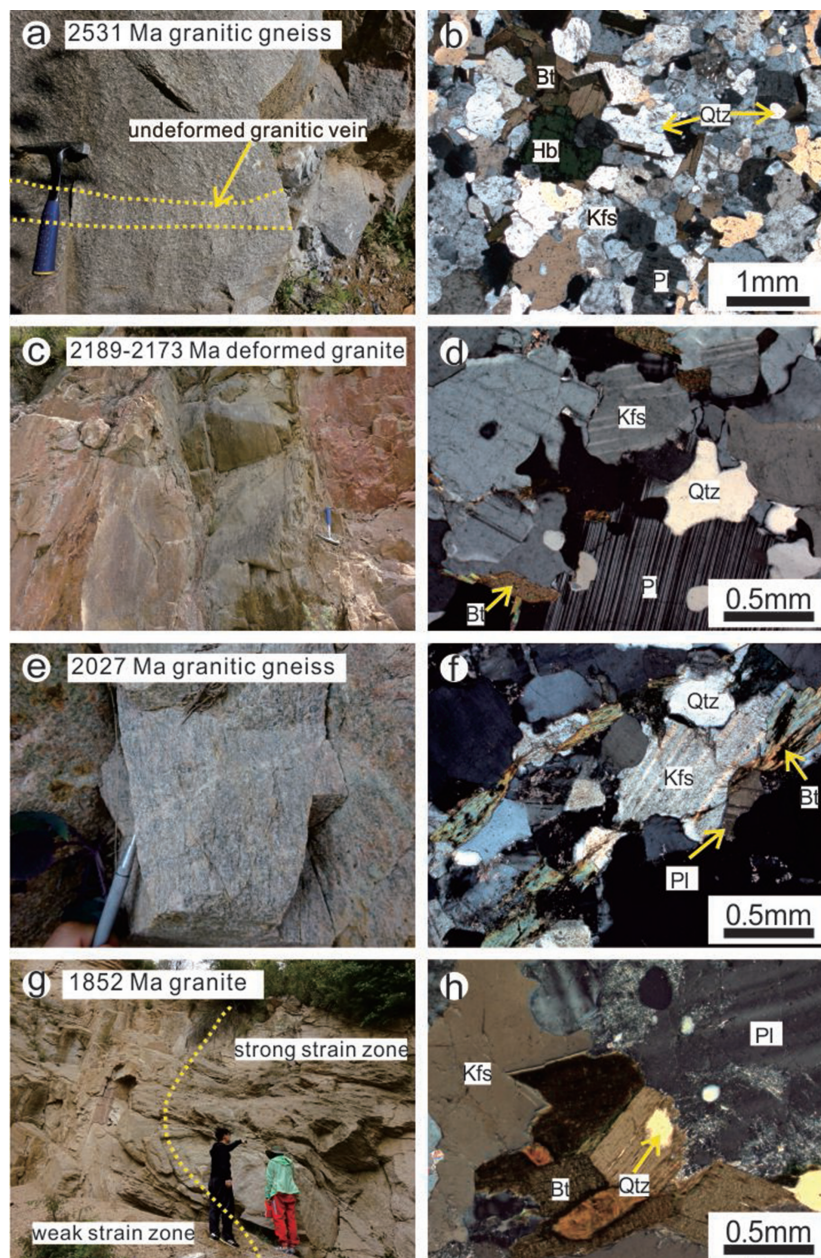 a 2531 Ma granitic gneiss
undeformed granitic vein
b
Bt
Qtz
Hbl
Kfs
Pl
1mm
c 2189-2173 Ma deformed granite
d
Kfs
Qtz
Pl
Bt
0.5mm
e 2027 Ma granitic gneiss
f
Qtz
Kfs
Bt
Pl
0.5mm
g 1852 Ma granite
strong strain zone
weak strain zone
h
Pl
Kfs
Bt
Qtz
0.5mm